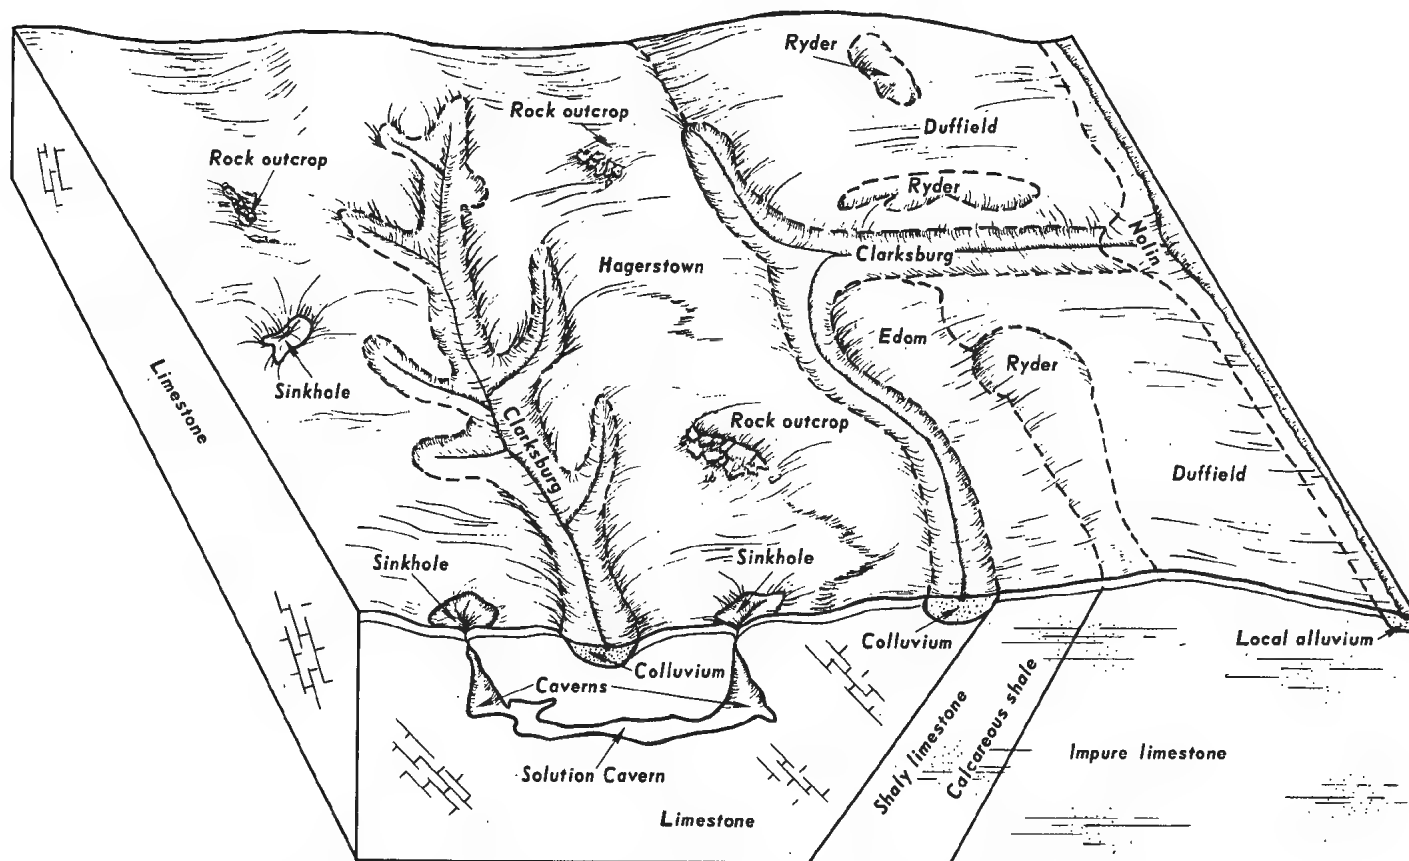 Ryder
Rock outcrop
Duffield
Rock outcrop
Ryder
Nolin
Clarksburg
Hagerstown
Edom
Ryder
Limestone
Sinkhole
Clarksburg
Rock outcrop
Duffield
Sinkhole
Sinkhole
Colluvium
Local alluvium
Colluvium
Caverns
Shaly limestone
Calcareous shale
Impure limestone
Solution Cavern
Limestone